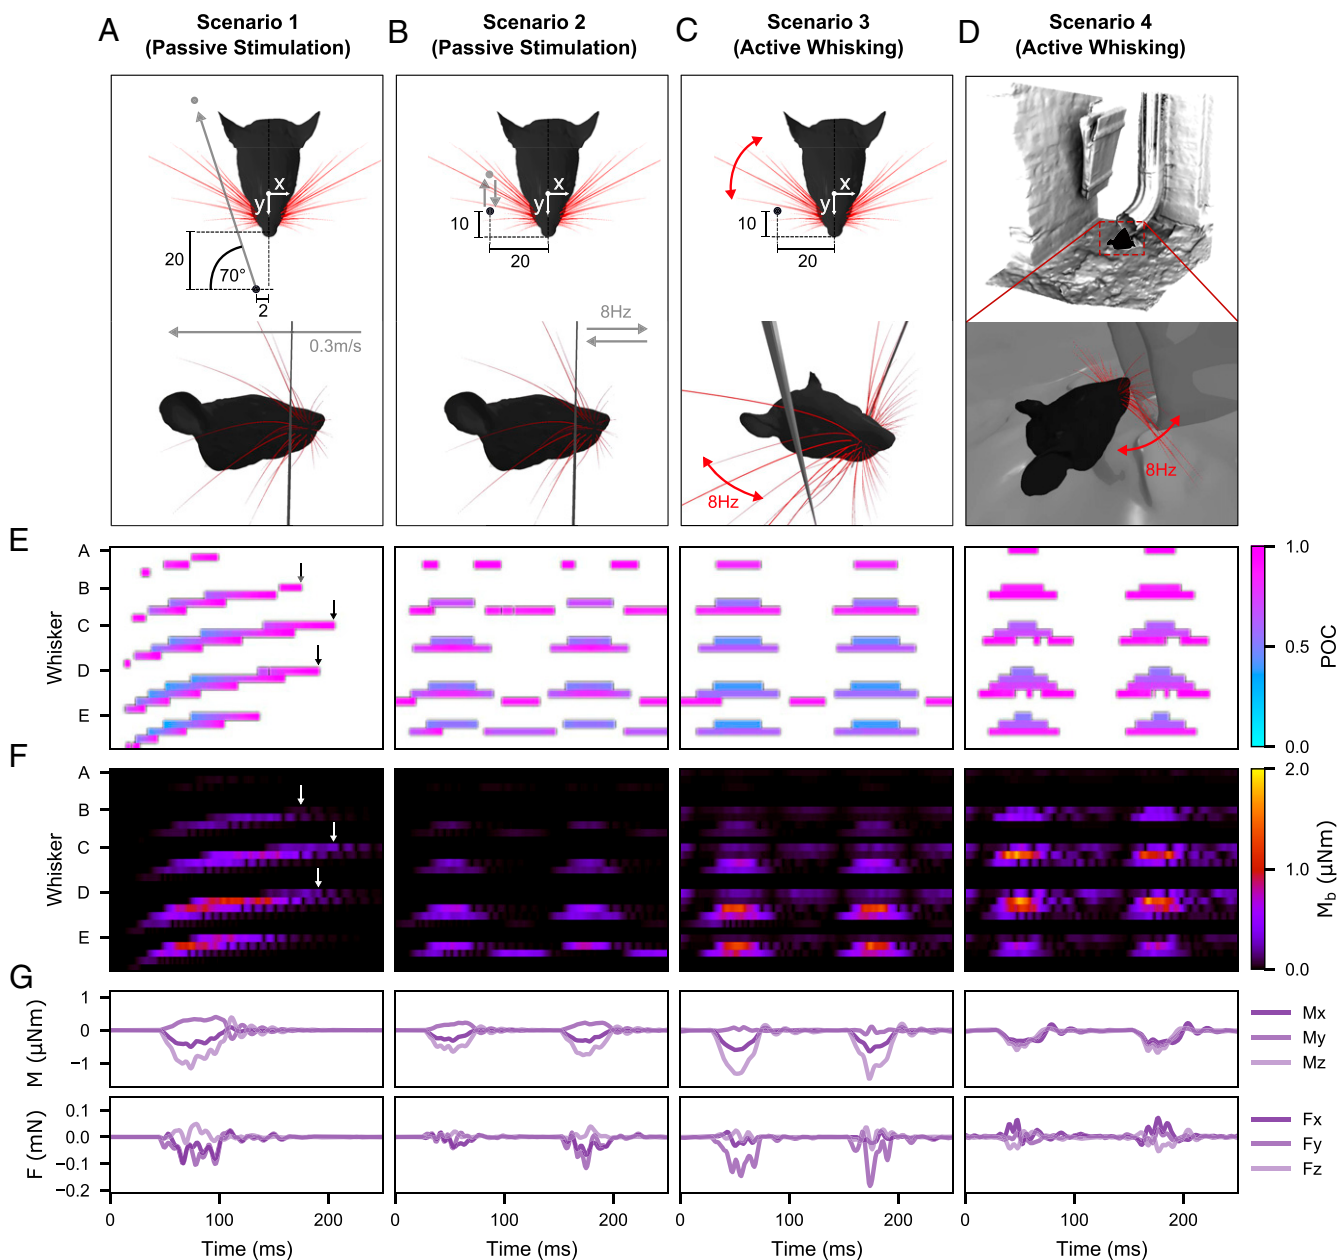 A
Scenario 1
(Passive Stimulation)
B
Scenario 2
(Passive Stimulation)
C
Scenario 3
(Active Whisking)
D
Scenario 4
(Active Whisking)
x
y
20
70°
2
0.3m/s
x
y
10
20
8Hz
x
y
10
20
8Hz
8Hz
E
Whisker
A
B
C
D
E
1.0
0.5
0.0
POC
F
Whisker
A
B
C
D
E
2.0
1.0
0.0
Mb (μNm)
G
M (μNm)
1
0
−1
Mx
My
Mz
F (mN)
0.1
0.0
−0.1
−0.2
Fx
Fy
Fz
0 100 200
0 100 200
0 100 200
0 100 200
Time (ms)
Time (ms)
Time (ms)
Time (ms)